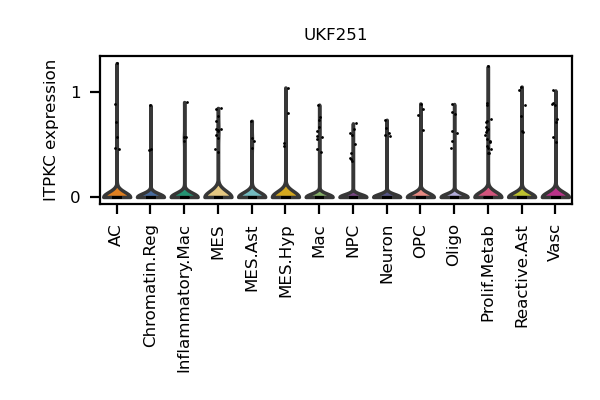 UKF251
ITPKC expression
1
0
AC
Chromatin.Reg
Inflammatory.Mac
MES
MES.Ast
MES.Hyp
Mac
NPC
Neuron
OPC
Oligo
Prolif.Metab
Reactive.Ast
Vasc